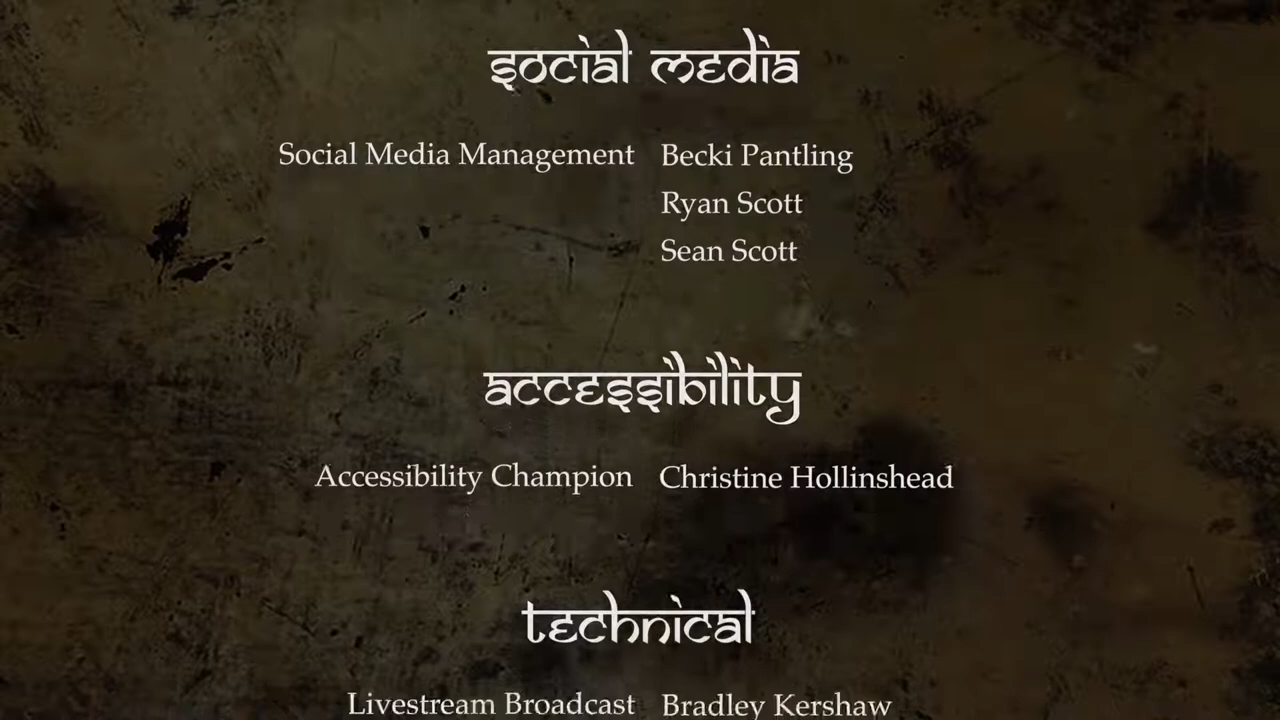 social media
Social Media Management Becki Pantling
Ryan Scott
Sean Scott
accessibility
Accessibility Champion Christine Hollinshead
technical
Livestream Broadcast Bradley Kershaw